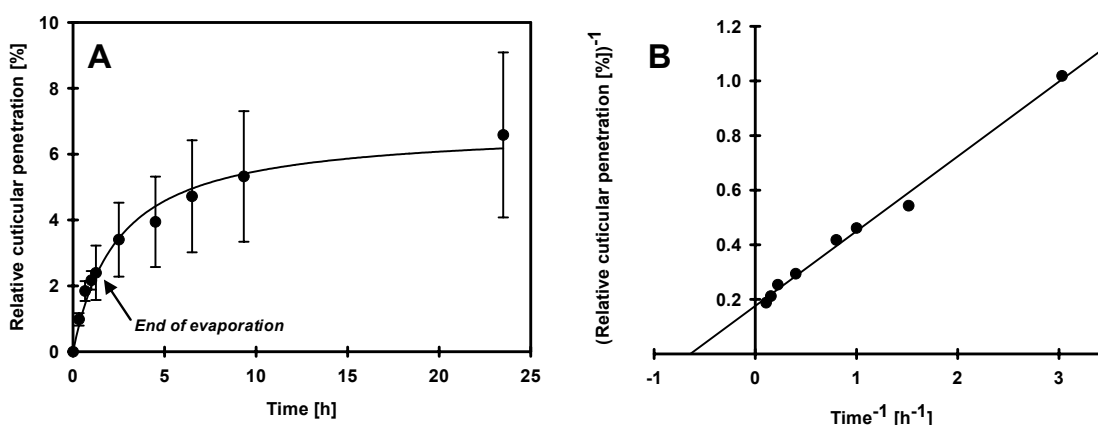 A
Relative cuticular penetration [%]
10
8
6
4
2
0
End of evaporation
0 5 10 15 20 25
Time [h]
B
(Relative cuticular penetration [%])-1
1.2
1.0
0.8
0.6
0.4
0.2
-1 0 1 2 3
Time-1 [h-1]